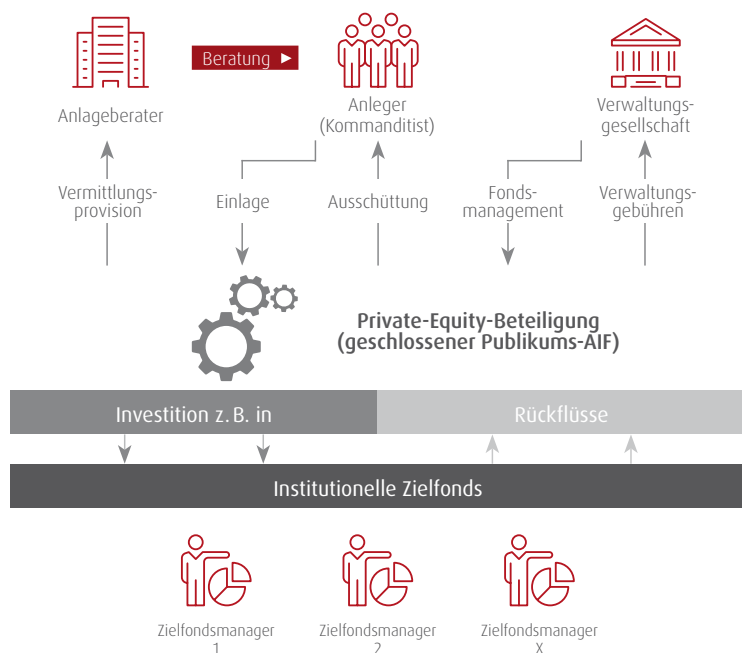 Beratung
Anlageberater
Anleger
(Kommanditist)
Verwaltungs-
gesellschaft
Vermittlungs-
provision
Einlage
Ausschüttung
Fonds-
management
Verwaltungs-
gebühren
Private-Equity-Beteiligung
(geschlossener Publikums-AIF)
Investition z. B. in
Rückflüsse
Institutionelle Zielfonds
Zielfondsmanager
1
Zielfondsmanager
2
Zielfondsmanager
X